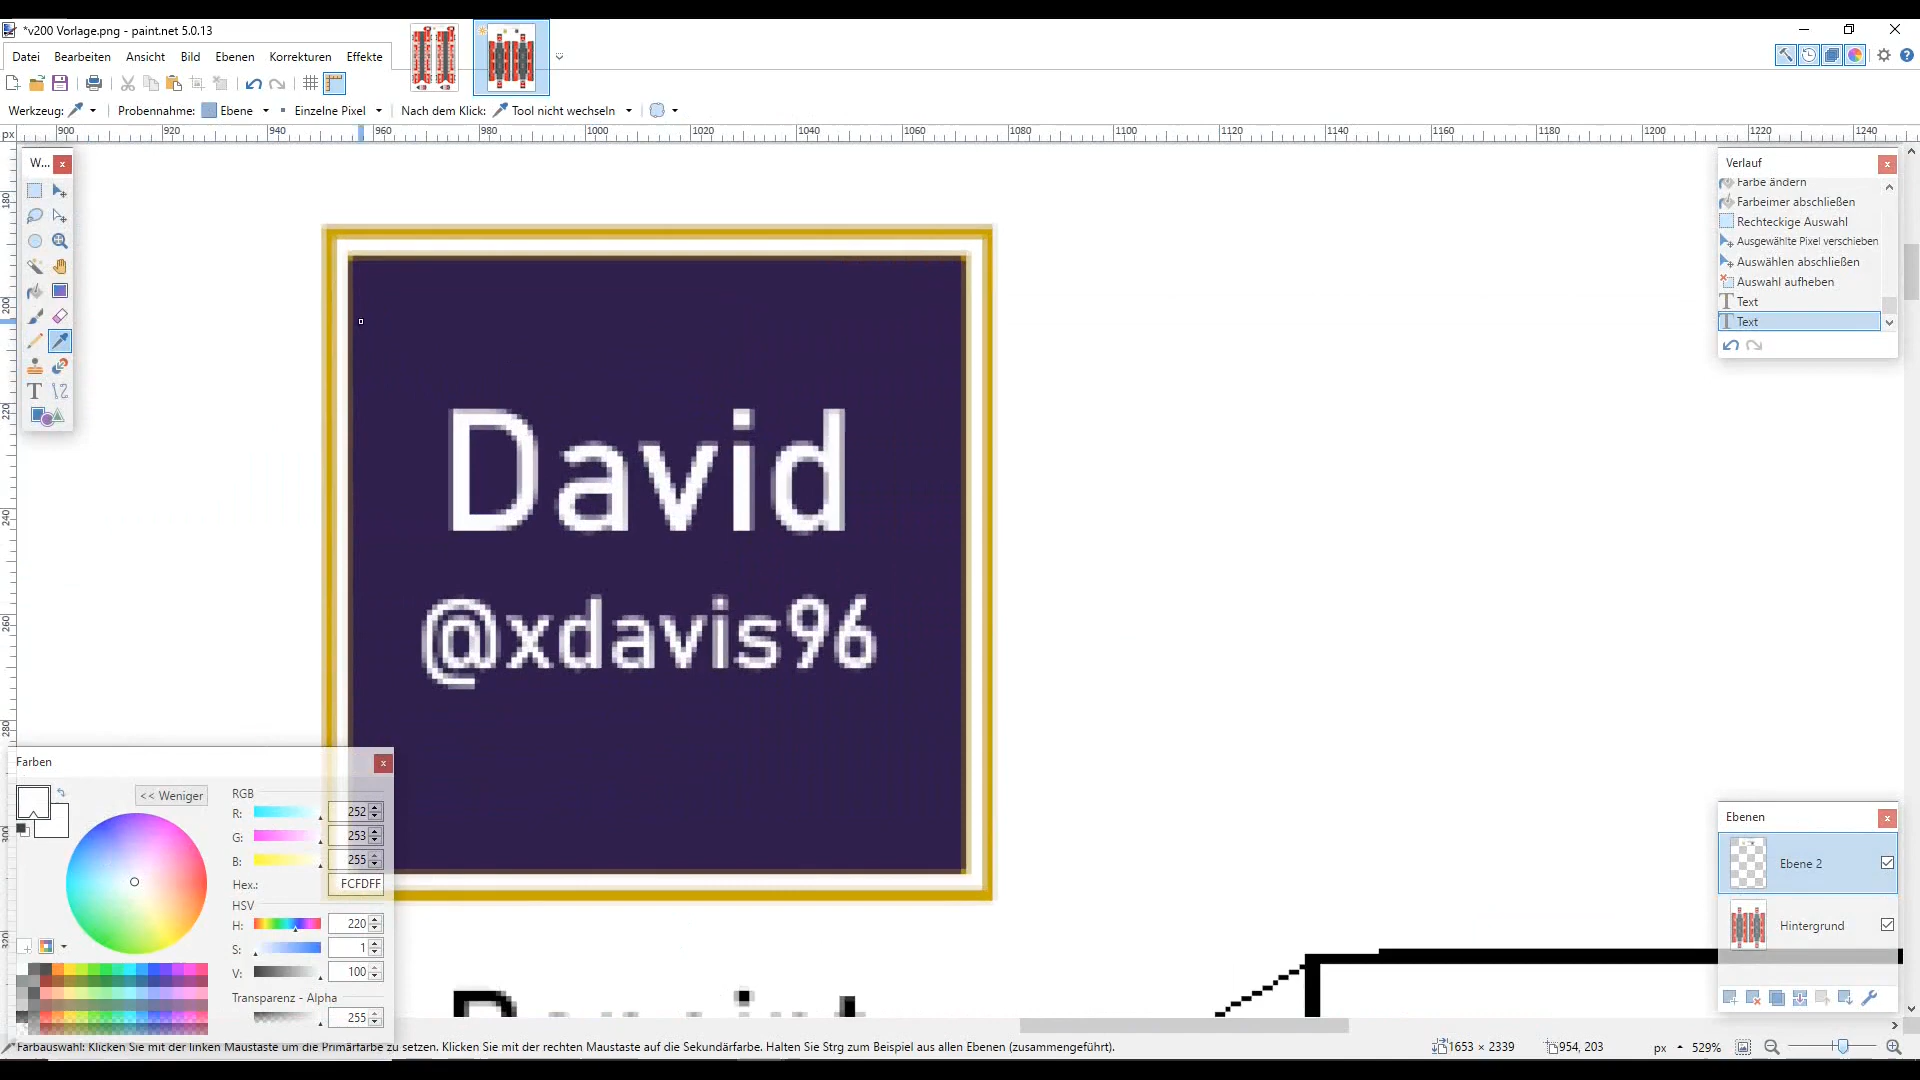 *v200 Vorlage.png - paint.net 5.0.13
Datei Bearbeiten Ansicht Bild Ebenen Korrekturen Effekte
Werkzeug: Probennahme: Ebene Einzelne Pixel Nach dem Klick: Tool nicht wechseln
px 900 920 940 960 980 1000 1020 1040 1060 1080 1100 1120 1140 1160 1180 1200 1220 1240
W...
Verlauf
Farbe ändern
Farbeimer abschließen
Rechteckige Auswahl
Ausgewählte Pixel verschieben
Auswählen abschließen
Auswahl aufheben
Text
Text
180
200
220
240
260
280
David
@xdavis96
Farben
<< Weniger
RGB
R: 252
G: 253
B: 255
Hex.: FCFDFF
HSV
H: 220
S: 1
V: 100
Transparenz - Alpha
255
Ebenen
Ebene 2
Hintergrund
Farbauswahl: Klicken Sie mit der linken Maustaste um die Primärfarbe zu setzen. Klicken Sie mit der rechten Maustaste auf die Sekundärfarbe. Halten Sie Strg zum Beispiel aus allen Ebenen (zusammengeführt).
1653 × 2339 954, 203 px 529%